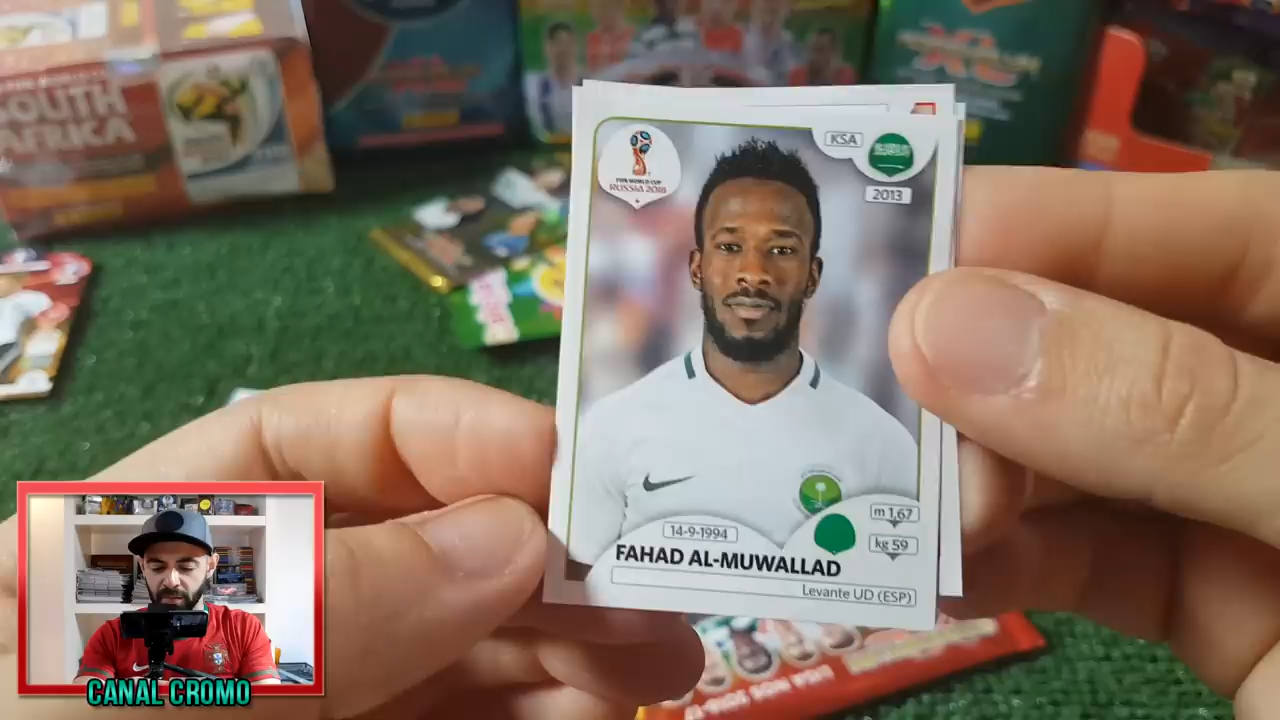 SOUTH
AFRICA
FIFA WORLD CUP
RUSSIA 2018
KSA
2013
14-9-1994
m 1,67
kg 59
FAHAD AL-MUWALLAD
Levante UD (ESP)
CANAL CROMO